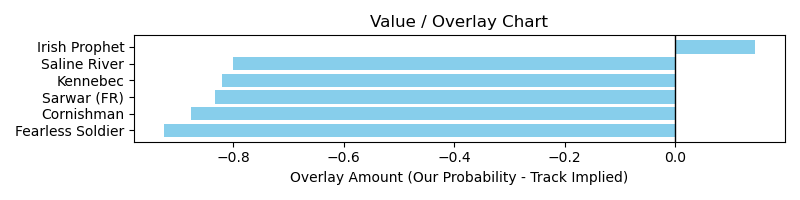 Value / Overlay Chart
Irish Prophet
Saline River
Kennebec
Sarwar (FR)
Cornishman
Fearless Soldier
−0.8 −0.6 −0.4 −0.2 0.0
Overlay Amount (Our Probability - Track Implied)